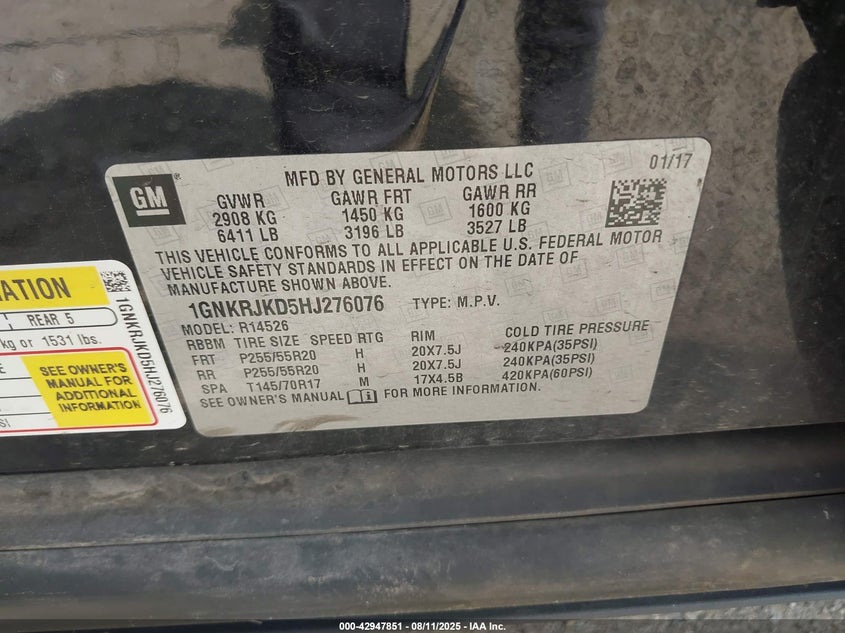 GM
®
MFD BY GENERAL MOTORS LLC
01/17
GVWR GAWR FRT GAWR RR
2908 KG 1450 KG 1600 KG
6411 LB 3196 LB 3527 LB
THIS VEHICLE CONFORMS TO ALL APPLICABLE U.S. FEDERAL MOTOR
VEHICLE SAFETY STANDARDS IN EFFECT ON THE DATE OF
MANUFACTURE SHOWN ABOVE.
1GNKRJKD5HJ276076 TYPE: M.P.V.
MODEL: R14526
RBBM TIRE SIZE SPEED RTG RIM COLD TIRE PRESSURE
FRT P255/55R20 H 20X7.5J 240KPA(35PSI)
RR P255/55R20 H 20X7.5J 240KPA(35PSI)
SPA T145/70R17 M 17X4.5B 420KPA(60PSI)
SEE OWNER'S MANUAL FOR MORE INFORMATION.
MATION
REAR 5
kg or 1531 lbs.
SEE OWNER'S
MANUAL FOR
ADDITIONAL
INFORMATION
1GNKRJKD5HJ276076
000-42947851 - 08/11/2025 - IAA Inc.